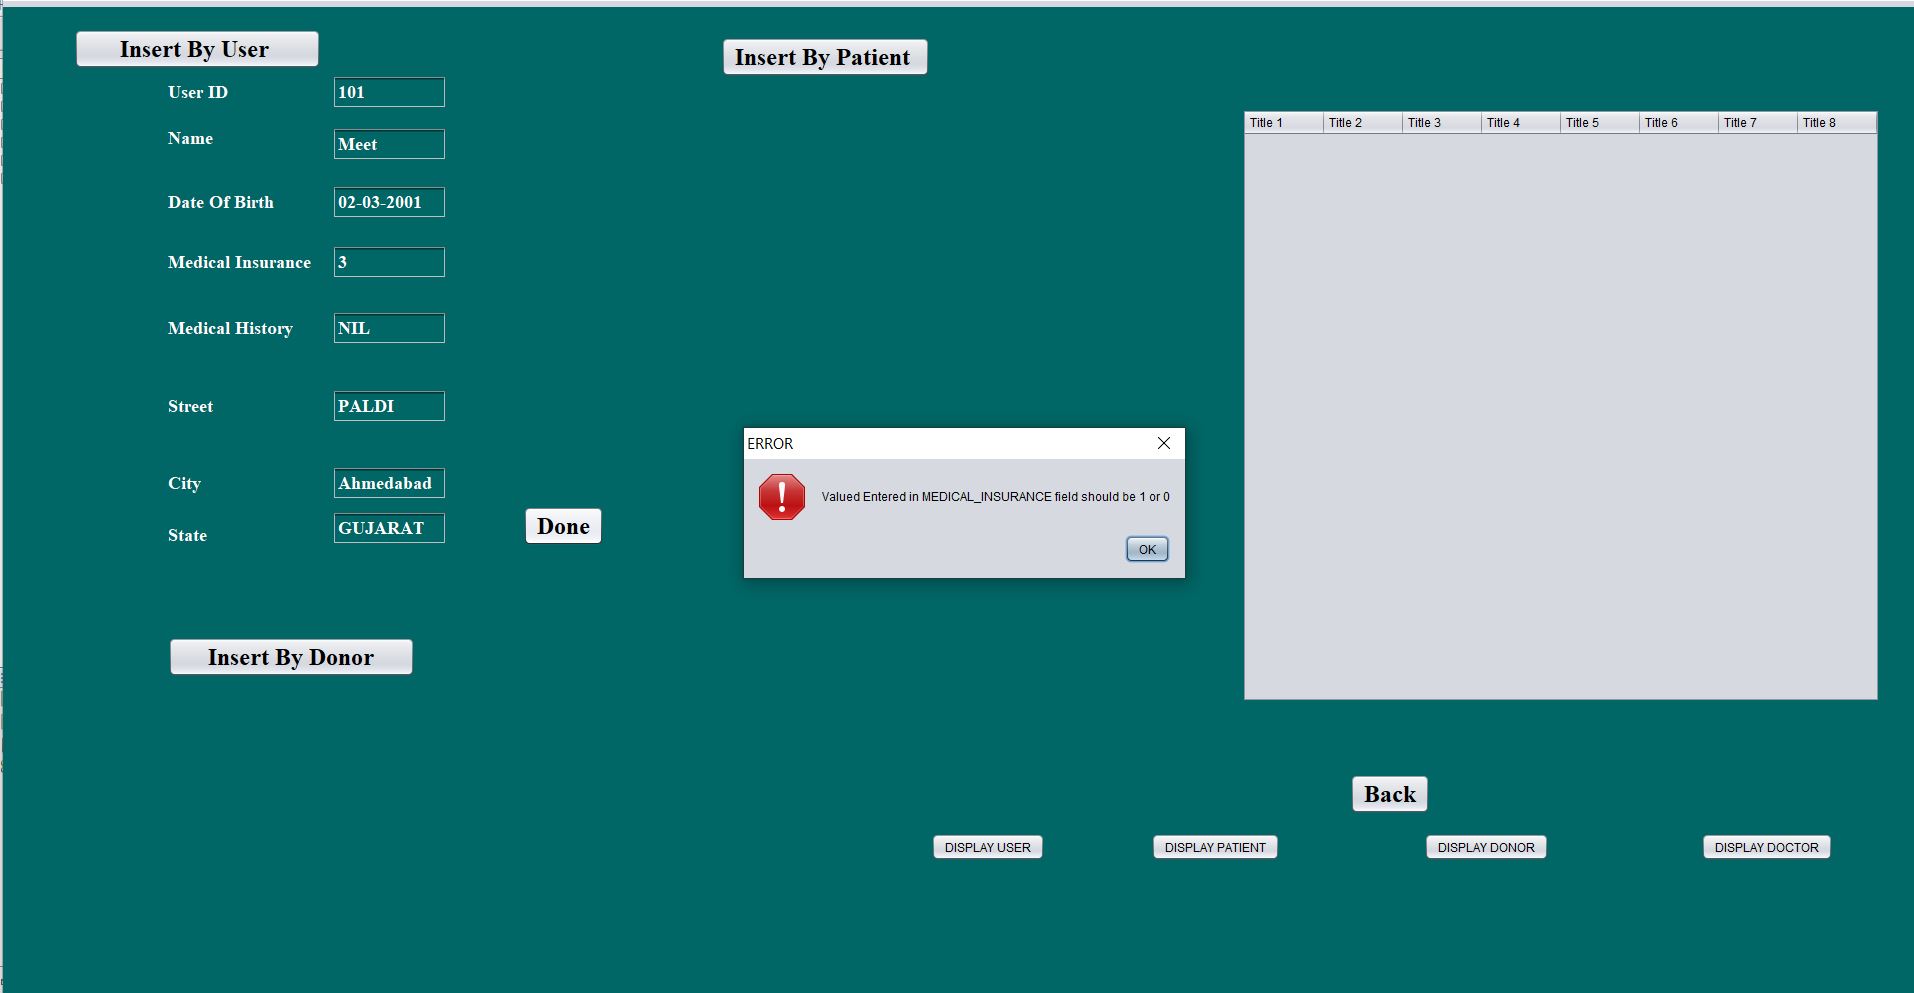 Insert By User
Insert By Patient
User ID
101
Name
Meet
Date Of Birth
02-03-2001
Medical Insurance
3
Medical History
NIL
Street
PALDI
City
Ahmedabad
State
GUJARAT
Done
Insert By Donor
ERROR
Valued Entered in MEDICAL_INSURANCE field should be 1 or 0
OK
Title 1 Title 2 Title 3 Title 4 Title 5 Title 6 Title 7 Title 8
Back
DISPLAY USER
DISPLAY PATIENT
DISPLAY DONOR
DISPLAY DOCTOR